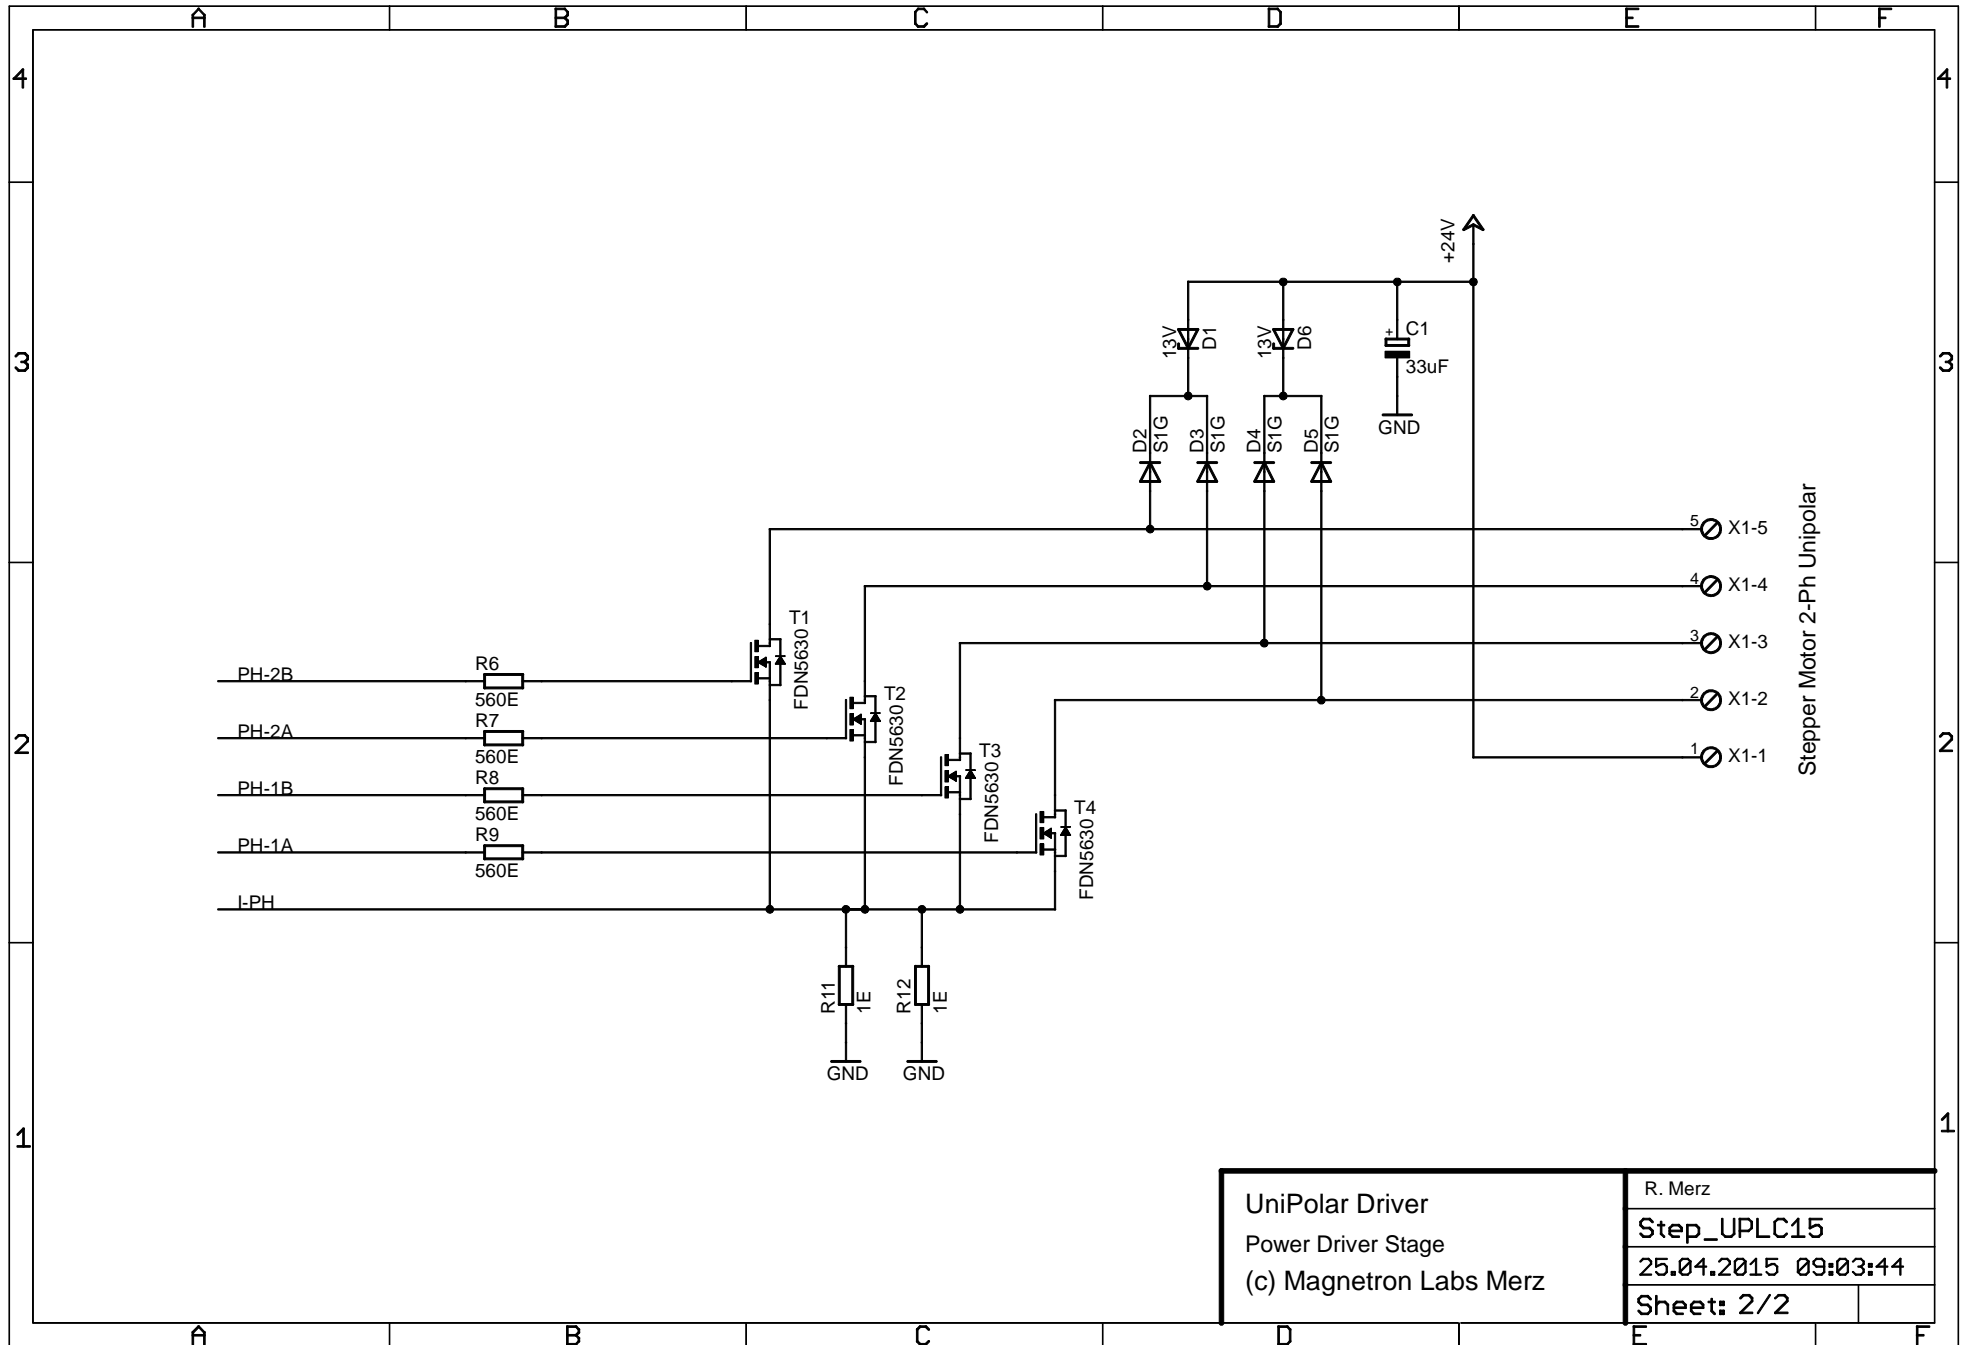 A B C D E F
4 4
+24V
13V D1 13V D6 + C1
33uF
3 3
GND
D2 S1G D3 S1G D4 S1G D5 S1G
5 X1-5
4 X1-4
3 X1-3
2 X1-2
1 X1-1
Stepper Motor 2-Ph Unipolar
T1
FDN5630
T2
FDN5630
T3
FDN5630
T4
FDN5630
PH-2B R6
560E
PH-2A R7
560E
2 2
PH-1B R8
560E
PH-1A R9
560E
I-PH
R11 1E R12 1E
GND GND
1 1
UniPolar Driver
Power Driver Stage
(c) Magnetron Labs Merz
R. Merz
Step_UPLC15
25.04.2015 09:03:44
Sheet: 2/2
A B C D E F